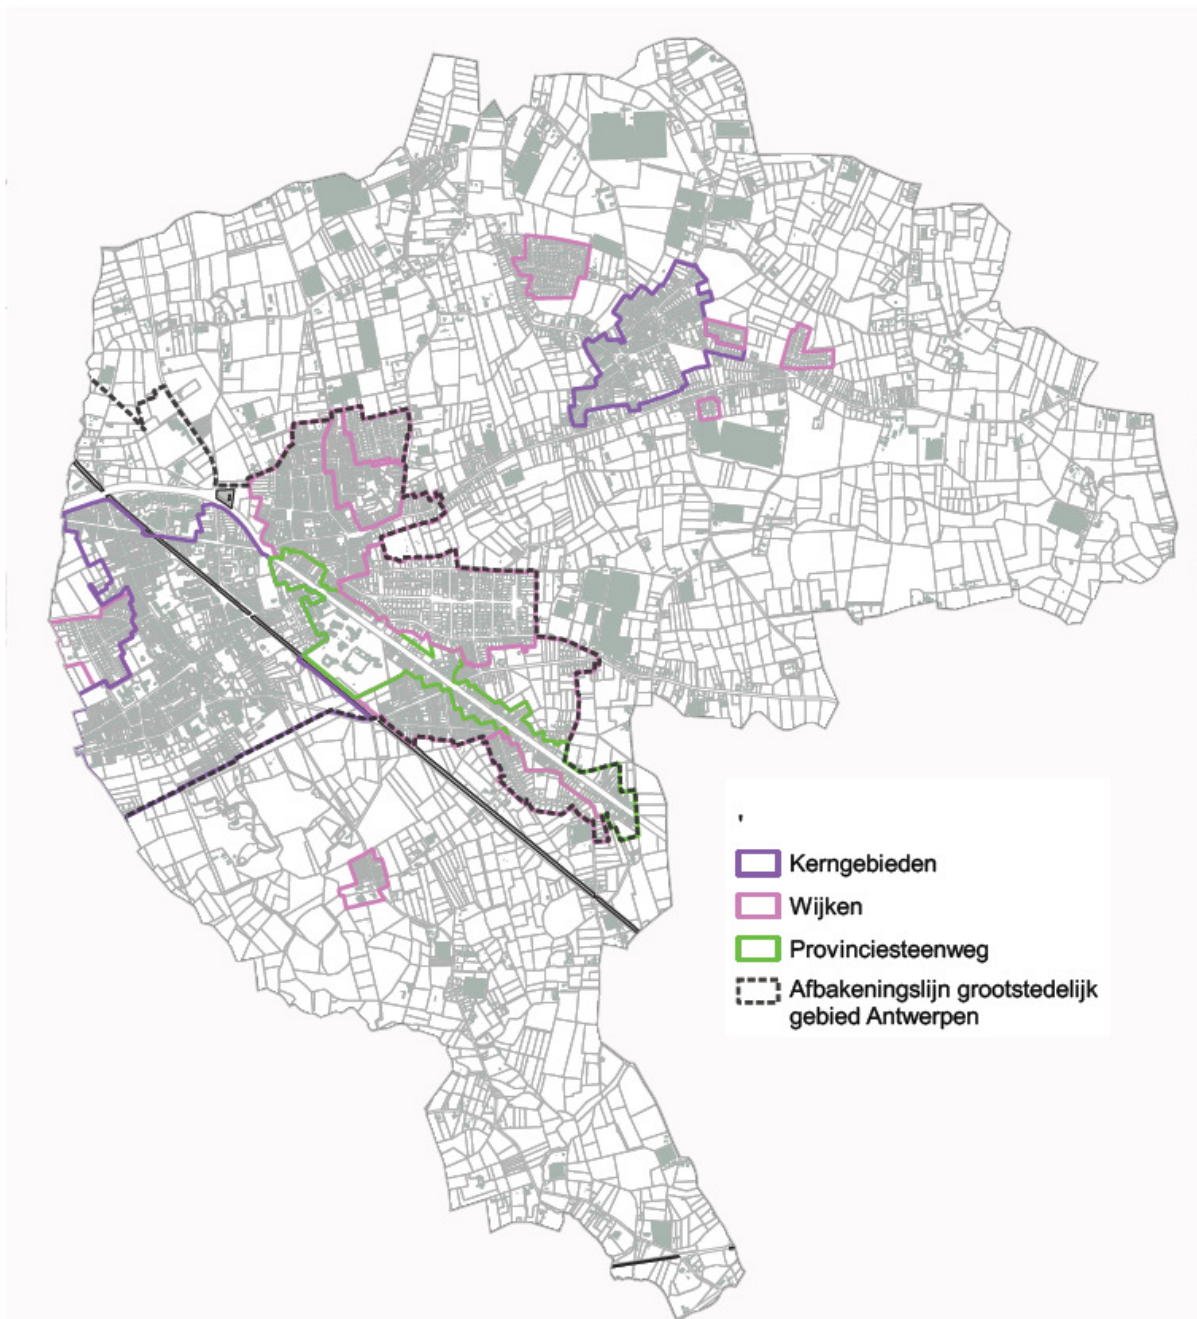 Kerngebieden
Wijken
Provinciesteenweg
Afbakeningslijn grootstedelijk
gebied Antwerpen